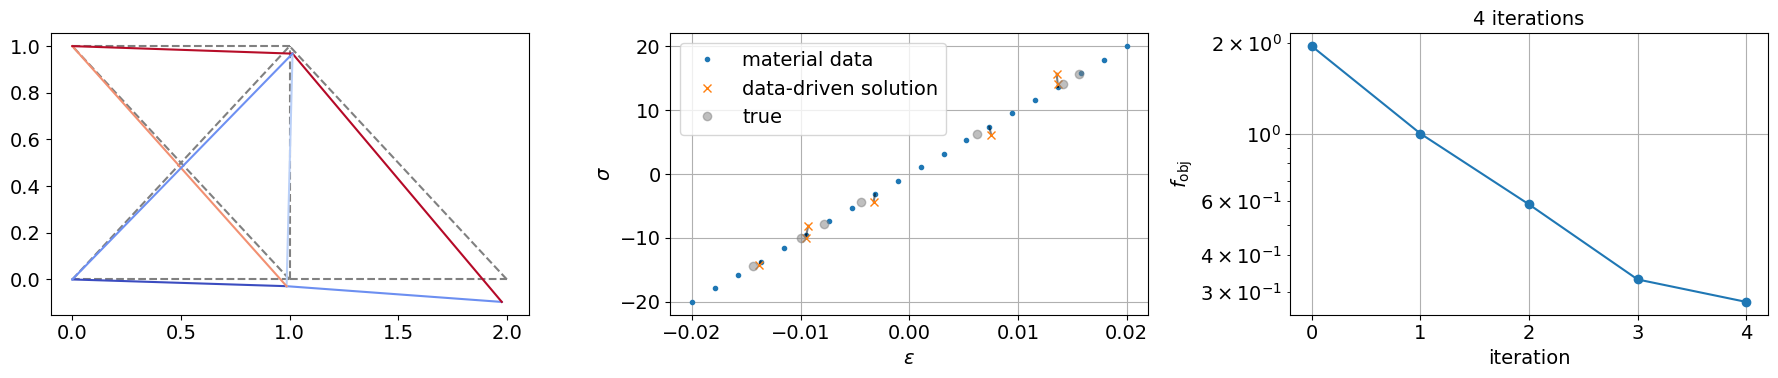 1.0
0.8
0.6
0.4
0.2
0.0
0.0 0.5 1.0 1.5 2.0
20
10
0
−10
−20
σ
material data
data-driven solution
true
−0.02 −0.01 0.00 0.01 0.02
ε
4 iterations
2 × 10⁰
10⁰
6 × 10⁻¹
4 × 10⁻¹
3 × 10⁻¹
f_obj
0 1 2 3 4
iteration